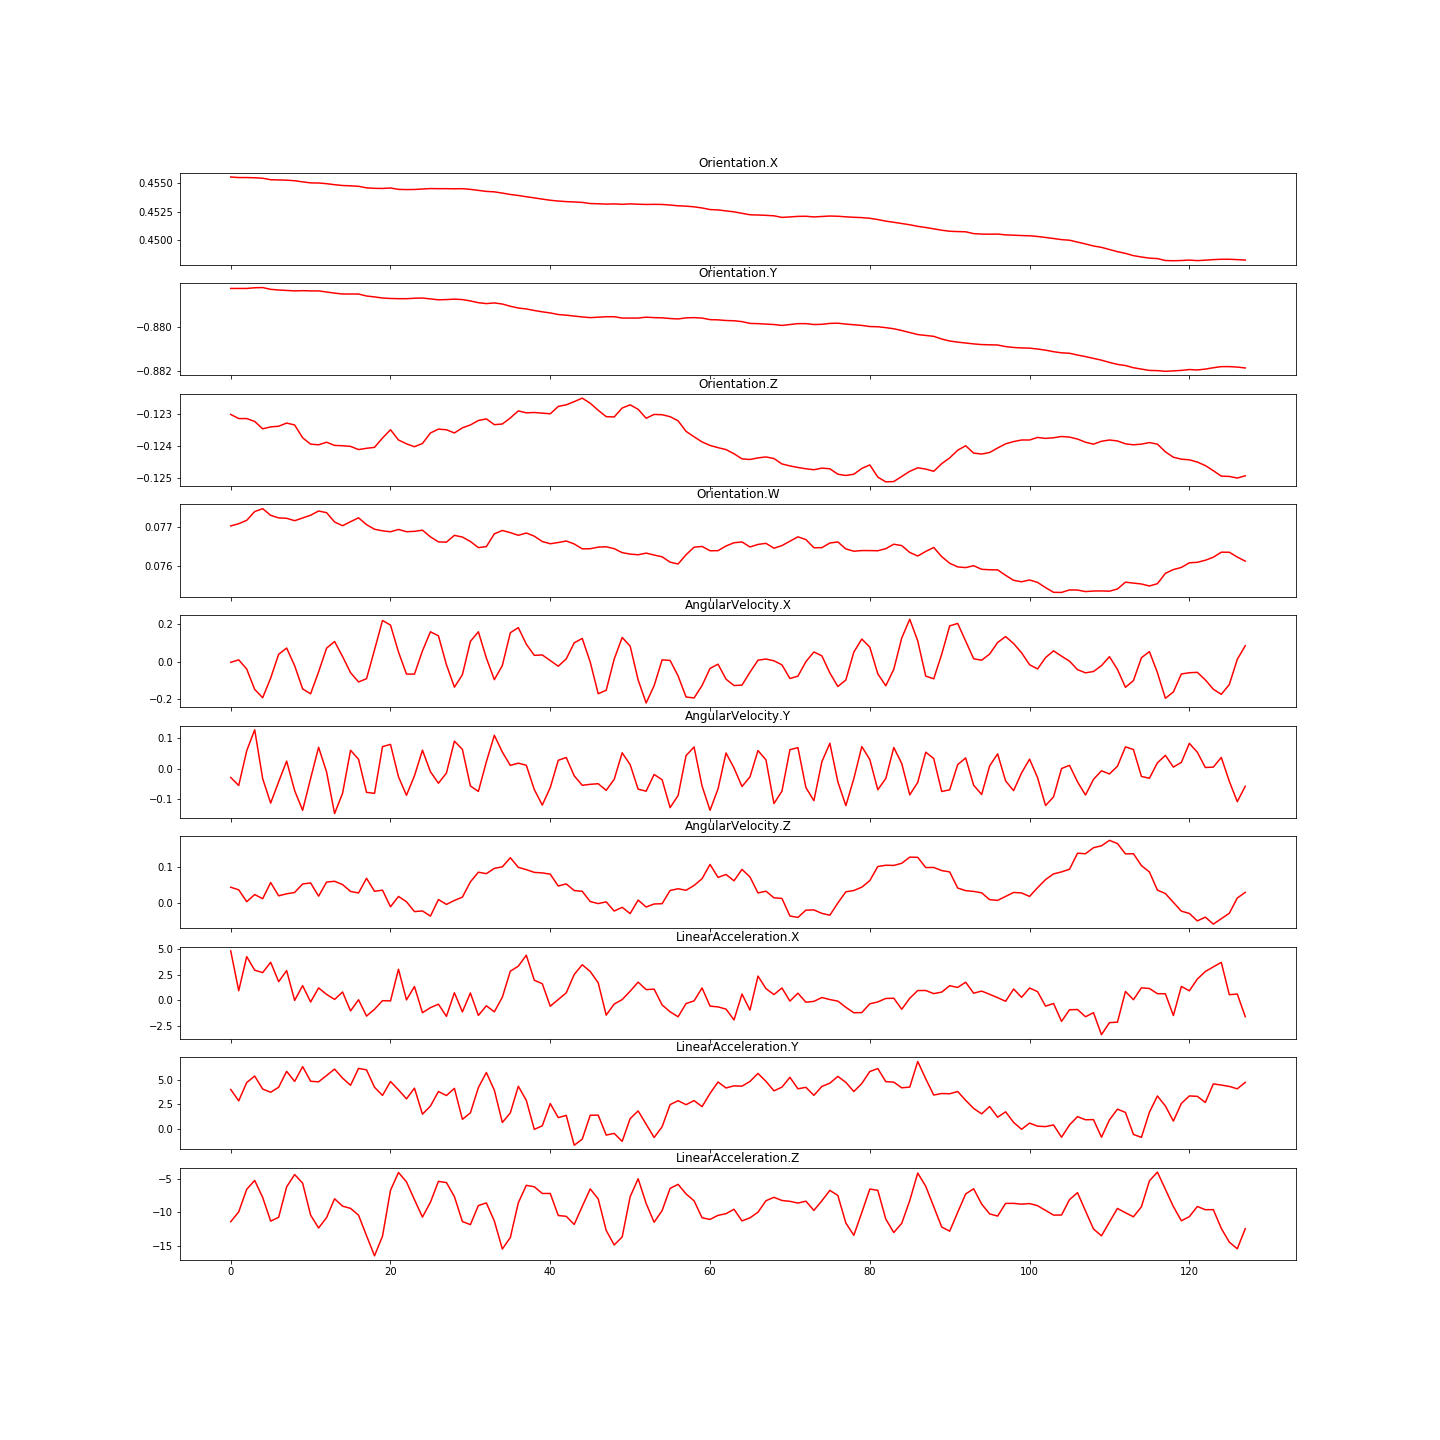 Orientation.X
0.4550
0.4525
0.4500
Orientation.Y
−0.880
−0.882
Orientation.Z
−0.123
−0.124
−0.125
Orientation.W
0.077
0.076
AngularVelocity.X
0.2
0.0
−0.2
AngularVelocity.Y
0.1
0.0
−0.1
AngularVelocity.Z
0.1
0.0
LinearAcceleration.X
5.0
2.5
0.0
−2.5
LinearAcceleration.Y
5.0
2.5
0.0
LinearAcceleration.Z
−5
−10
−15
0 20 40 60 80 100 120